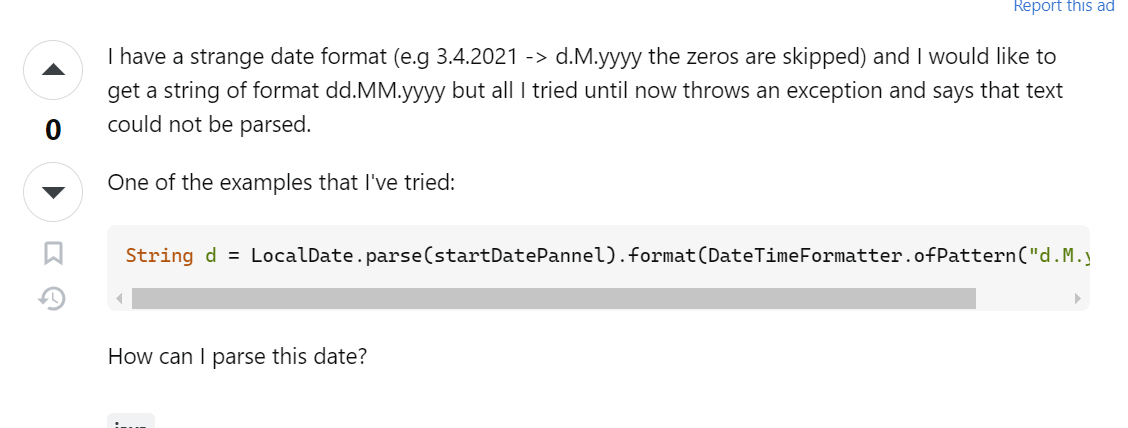 Report this ad
I have a strange date format (e.g 3.4.2021 -> d.M.yyyy the zeros are skipped) and I would like to
get a string of format dd.MM.yyyy but all I tried until now throws an exception and says that text
0
could not be parsed.
One of the examples that I've tried:
String d = LocalDate.parse(startDatePannel).format(DateTimeFormatter.ofPattern("d.M.y
How can I parse this date?